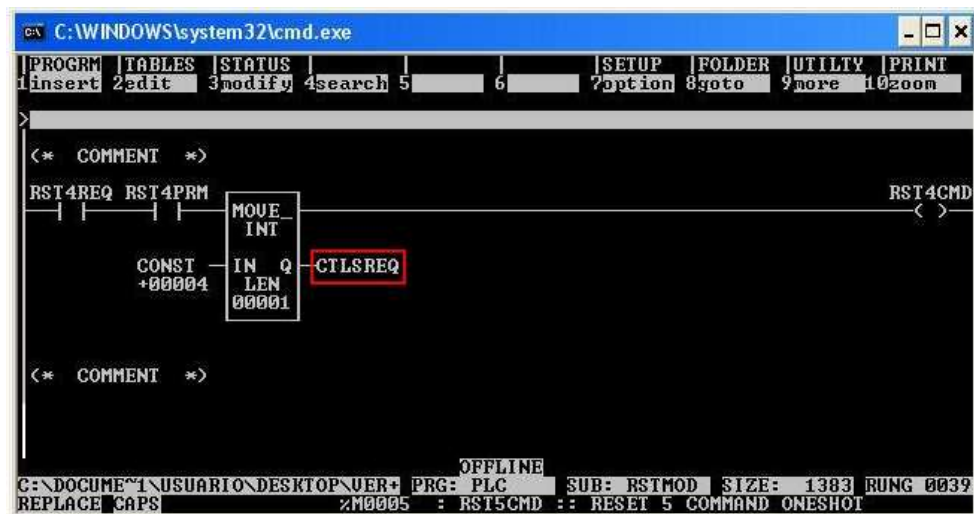 C:\WINDOWS\system32\cmd.exe
PROGRM TABLES STATUS SETUP FOLDER UTILTY PRINT
1insert 2edit 3modify 4search 5 6 7option 8goto 9more 10zoom
>
(* COMMENT *)
RST4REQ RST4PRM RST4CMD
MOVE_
INT
CONST IN Q CTLSREQ
+00004 LEN
00001
(* COMMENT *)
OFFLINE
C:\DOCUME~1\USUARIO\DESKTOP\VER+ PRG: PLC SUB: RSTMOD SIZE: 1383 RUNG 0039
REPLACE CAPS %M0005 : RST5CMD :: RESET 5 COMMAND ONESHOT